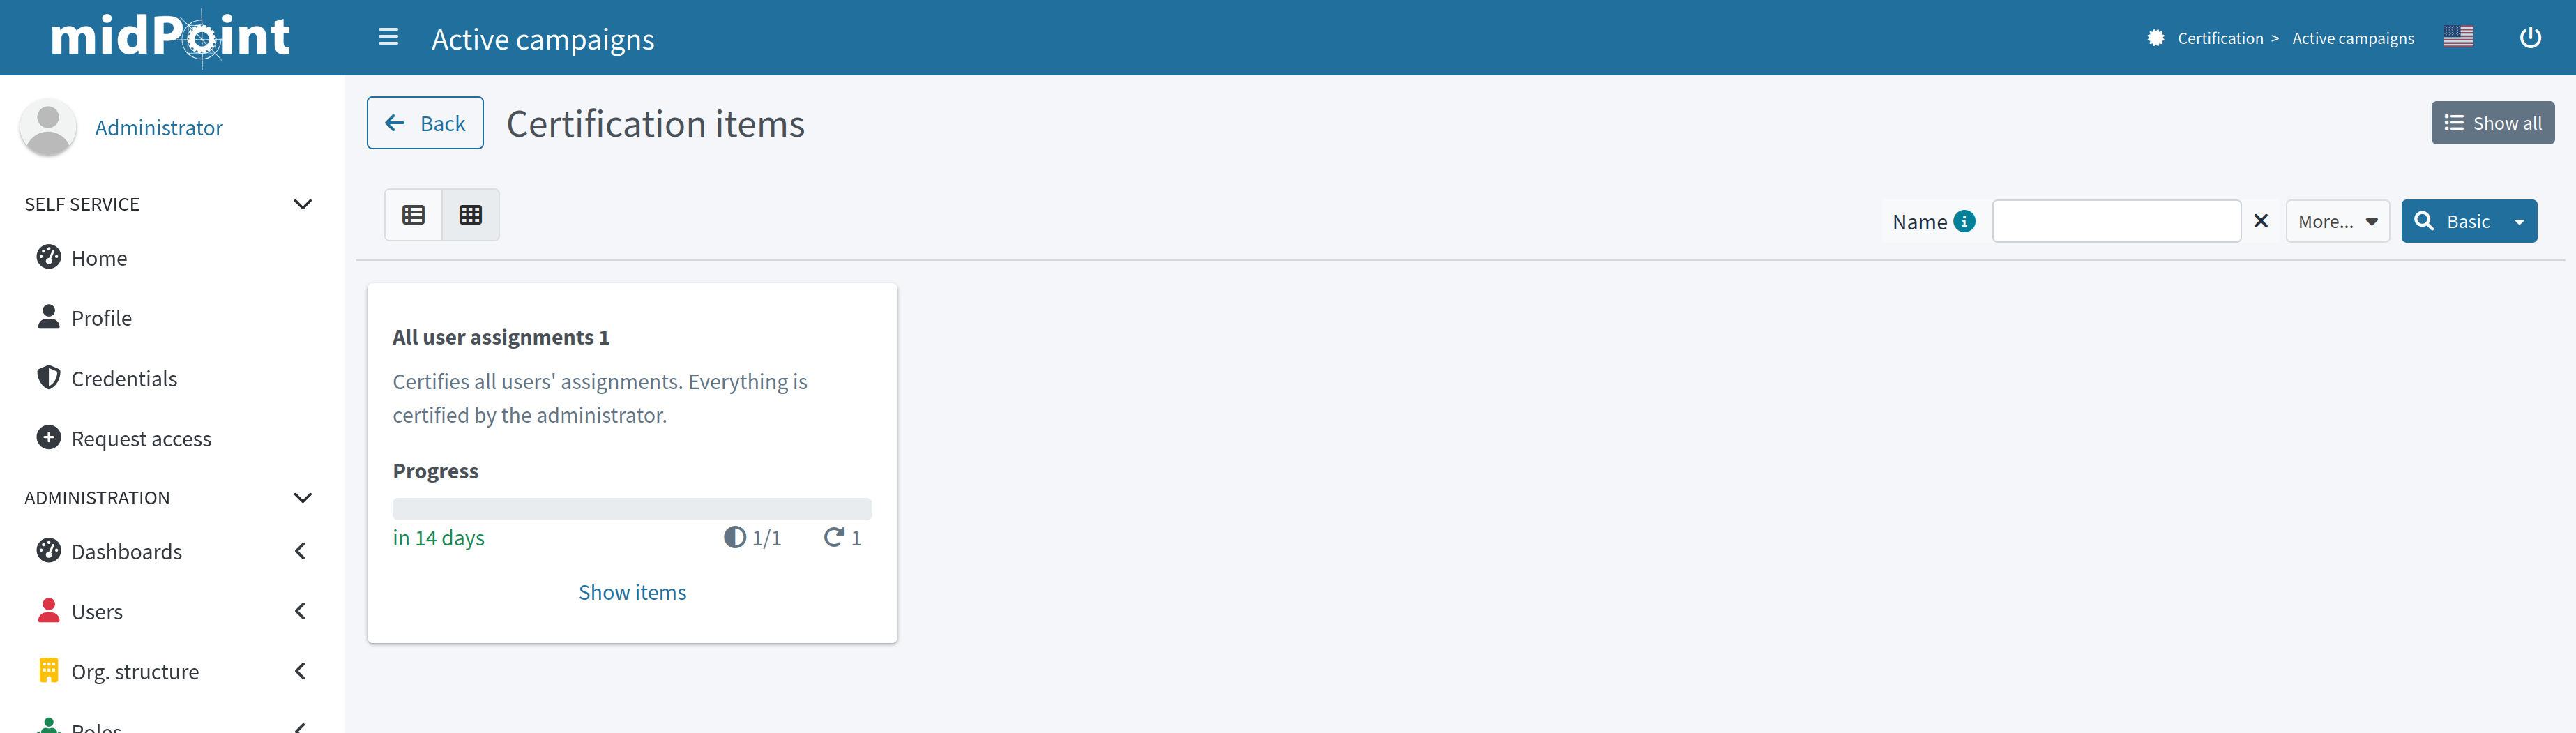 midPoint
Active campaigns
Certification > Active campaigns
Administrator
SELF SERVICE
Home
Profile
Credentials
Request access
ADMINISTRATION
Dashboards
Users
Org. structure
Roles
Back
Certification items
Show all
Name
More...
Basic
All user assignments 1
Certifies all users' assignments. Everything is
certified by the administrator.
Progress
in 14 days 1/1 1
Show items